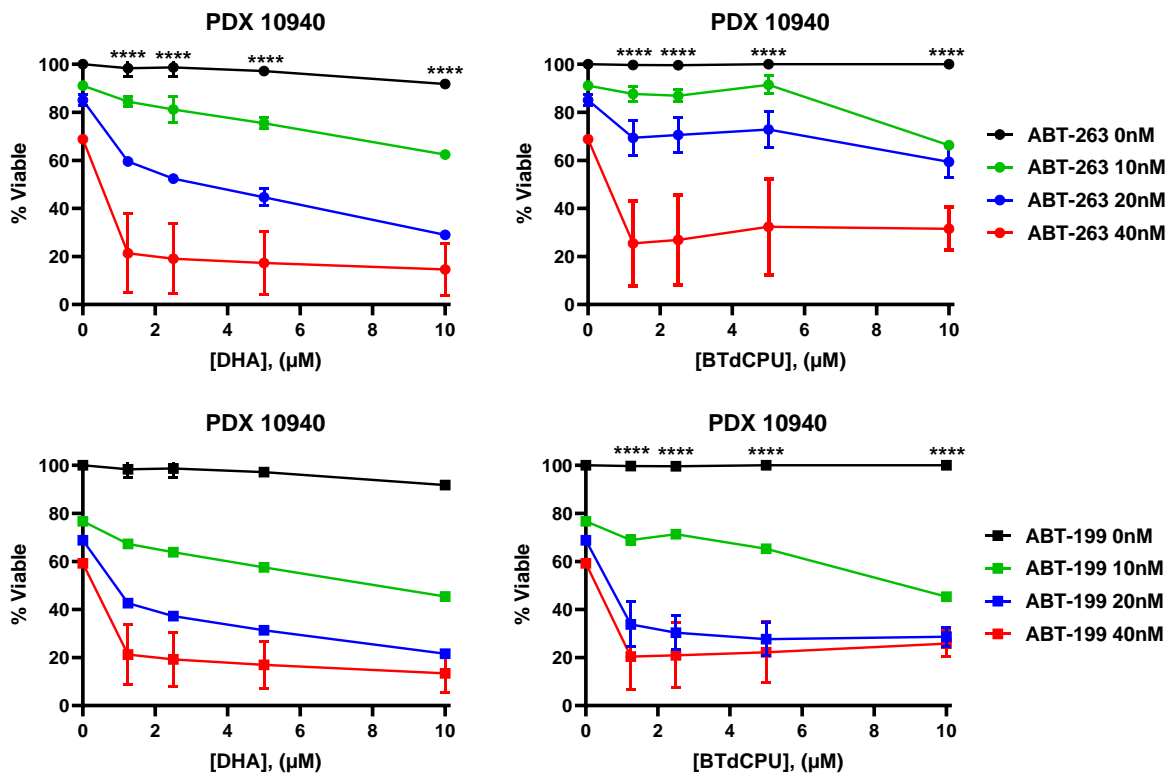 PDX 10940
PDX 10940
**** **** **** ****
**** **** **** ****
100
80
60
40
20
0
% Viable
0 2 4 6 8 10
[DHA], (µM)
100
80
60
40
20
0
% Viable
0 2 4 6 8 10
[BTdCPU], (µM)
ABT-263 0nM
ABT-263 10nM
ABT-263 20nM
ABT-263 40nM
PDX 10940
PDX 10940
**** **** **** ****
100
80
60
40
20
0
% Viable
0 2 4 6 8 10
[DHA], (µM)
100
80
60
40
20
0
% Viable
0 2 4 6 8 10
[BTdCPU], (µM)
ABT-199 0nM
ABT-199 10nM
ABT-199 20nM
ABT-199 40nM